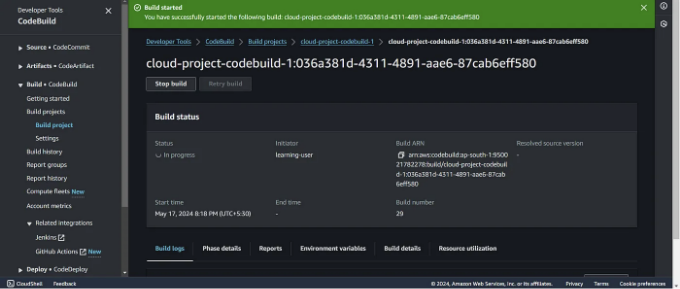 Developer Tools
CodeBuild
Source • CodeCommit
Artifacts • CodeArtifact
Build • CodeBuild
Getting started
Build projects
Build project
Settings
Build history
Report groups
Report history
Compute fleets New
Account metrics
Related integrations
Jenkins
GitHub Actions New
Deploy • CodeDeploy
Build started
You have successfully started the following build: cloud-project-codebuild-1:036a381d-4311-4891-aae6-87cab6eff580
Developer Tools > CodeBuild > Build projects > cloud-project-codebuild-1 > cloud-project-codebuild-1:036a381d-4311-4891-aae6-87cab6eff580
cloud-project-codebuild-1:036a381d-4311-4891-aae6-87cab6eff580
Stop build Retry build
Build status
Status
In progress
Initiator
learning-user
Build ARN
arn:aws:codebuild:ap-south-1:9500
21782278:build/cloud-project-codebuil
d-1:036a381d-4311-4891-aae6-87cab
6eff580
Resolved source version
-
Start time
May 17, 2024 8:18 PM (UTC+5:30)
End time
-
Build number
29
Build logs Phase details Reports Environment variables Build details Resource utilization
CloudShell Feedback © 2024, Amazon Web Services, Inc. or its affiliates. Privacy Terms Cookie preferences